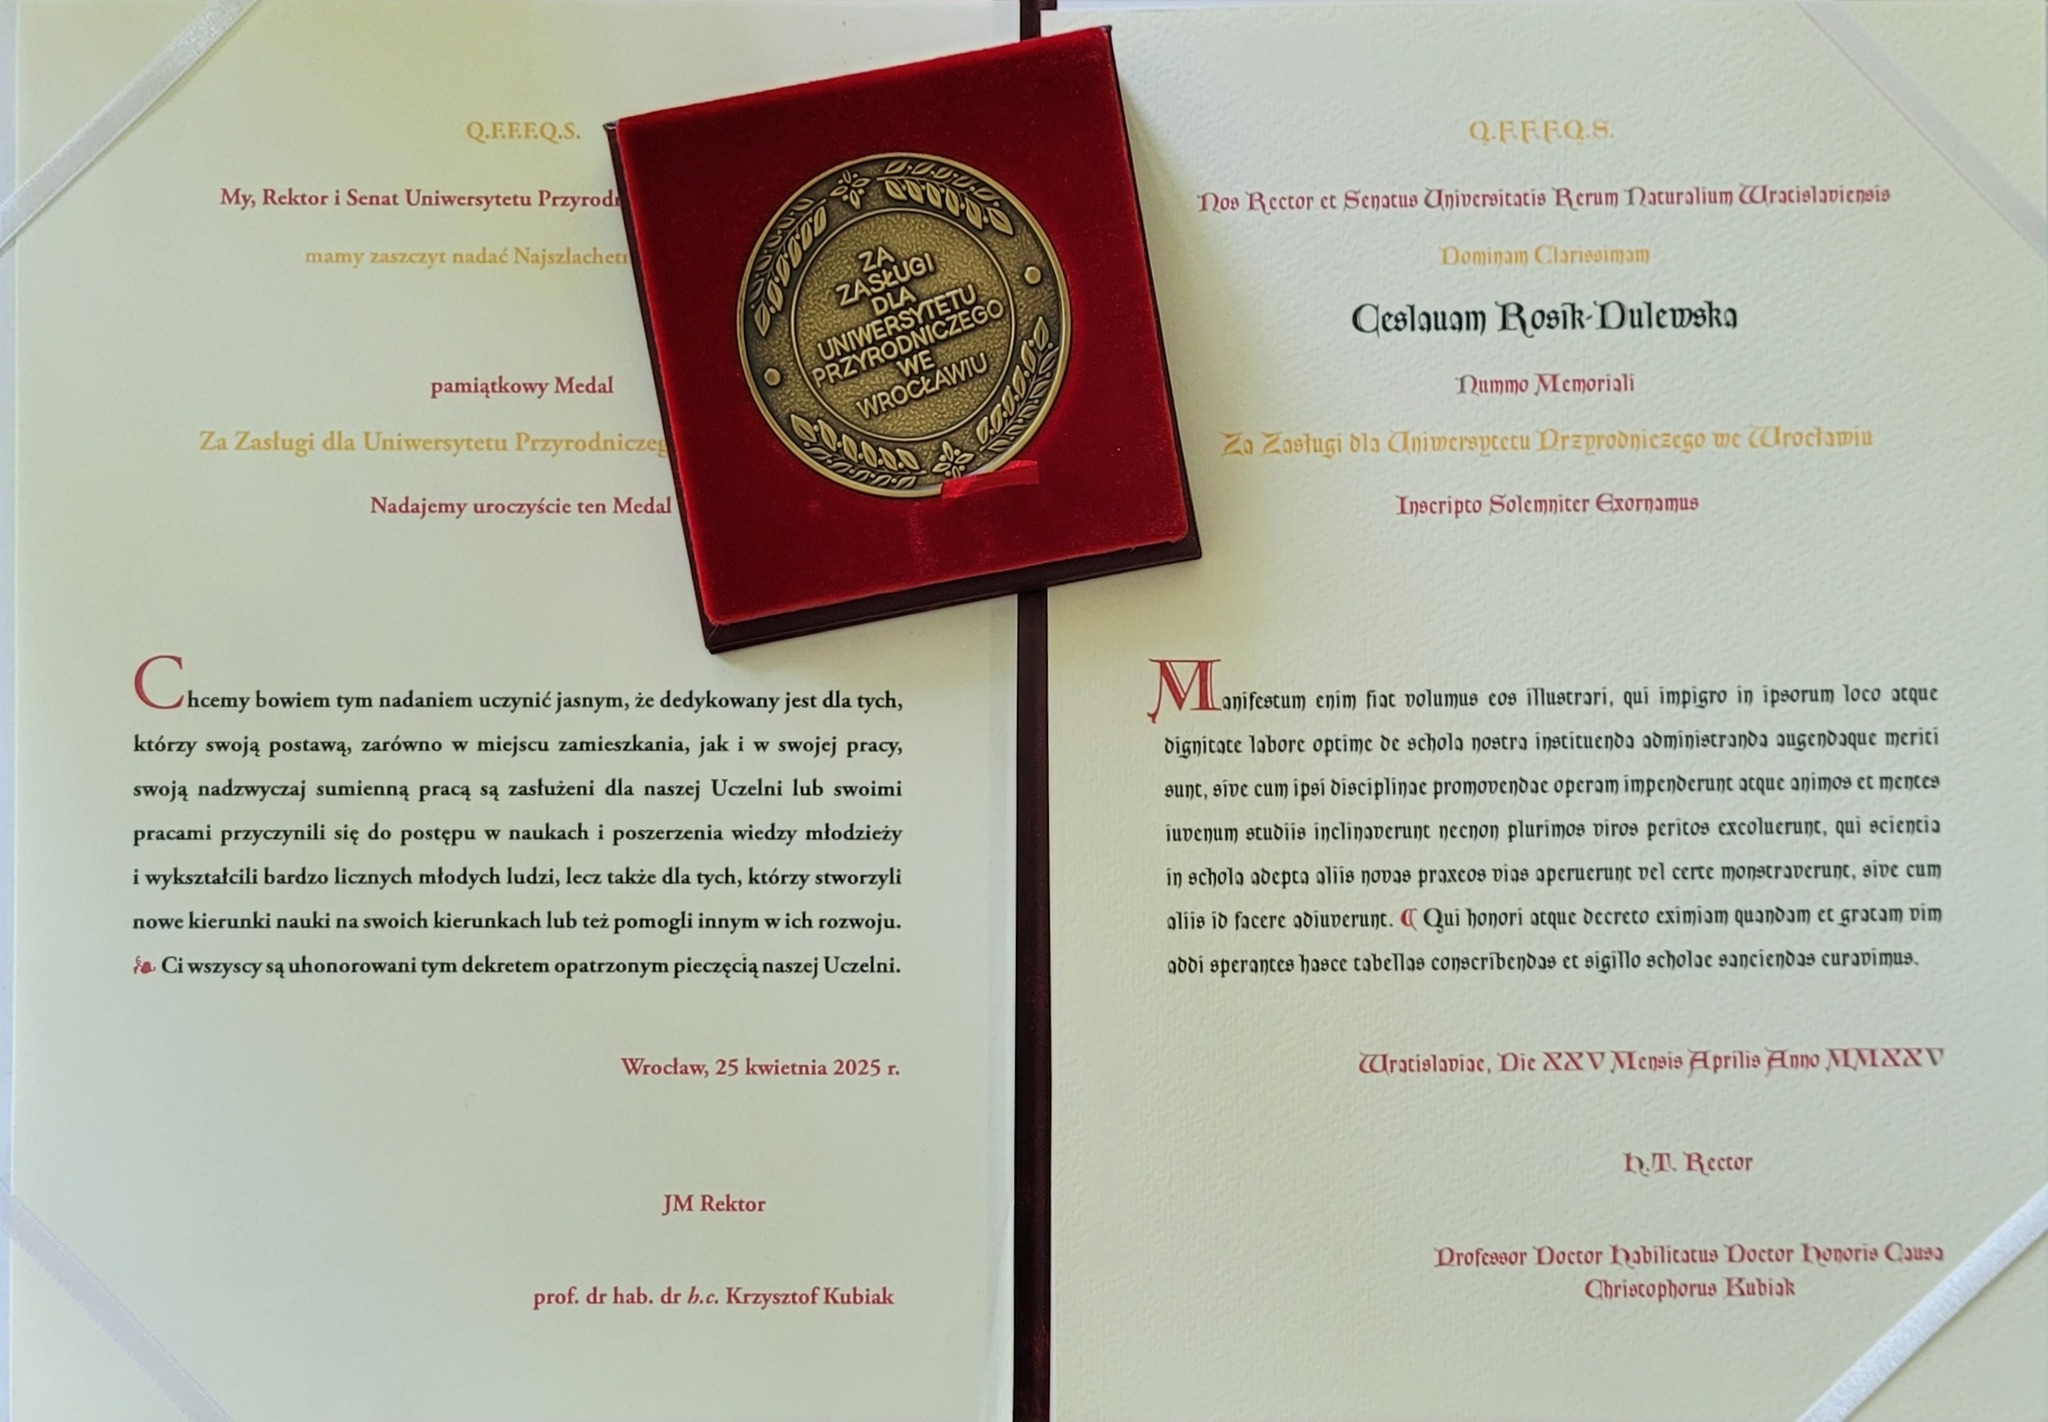 Q.F.F.F.Q.S.
My, Rektor i Senat Uniwersytetu
mamy zaszczyt nadać
pamiątkowy Medal
Za Zasługi dla Uniwersytetu
Nadajemy uroczyście ten Medal
Chcemy bowiem tym nadaniem uczynić jasnym, że dedykowany jest dla tych,
którzy swoją postawą, zarówno w miejscu zamieszkania, jak i w swojej pracy,
swoją nadzwyczaj sumienną pracą są zasłużeni dla naszej Uczelni lub swoimi
pracami przyczynili się do postępu w naukach i poszerzenia wiedzy młodzieży
i wykształcili bardzo licznych młodych ludzi, lecz także dla tych, którzy stworzyli
nowe kierunki nauki na swoich kierunkach lub też pomogli innym w ich rozwoju.
❧ Ci wszyscy są uhonorowani tym dekretem opatrzonym pieczęcią naszej Uczelni.
Wrocław, 25 kwietnia 2025 r.
JM Rektor
prof. dr hab. dr h.c. Krzysztof Kubiak
ZA
ZASŁUGI
DLA
UNIWERSYTETU
PRZYRODNICZEGO
WE
WROCŁAWIU
Q.F.F.F.Q.S.
Nos Rector et Senatus Universitatis Rerum Naturalium Wratislaviensis
Dominam Clarissimam
Ceslauam Rosik-Dulewska
Nummo Memoriali
Za Zasługi dla Uniwersytetu Przyrodniczego we Wrocławiu
Inscripto Solemniter Exornamus
Manifestum enim fiat volumus eos illustrari, qui impigro in ipsorum loco atque
dignitate labore optime de schola nostra instituenda administranda augendaque meriti
sunt, sive cum ipsi disciplinae promovendae operam impenderunt atque animos et mentes
iuvenum studiis inclinaverunt necnon plurimos viros peritos excoluerunt, qui scientia
in schola adepta aliis novas praxeos vias aperuerunt vel certe monstraverunt, sive cum
aliis id facere adiuverunt. ¶ Qui honori atque decreto eximiam quandam et gratam vim
addi sperantes hasce tabellas conscribendas et sigillo scholae sanciendas curavimus.
Wratislaviae, Die XXV Mensis Aprilis Anno MMXXV
H.T. Rector
Professor Doctor Habilitatus Doctor Honoris Causa
Christophorus Kubiak